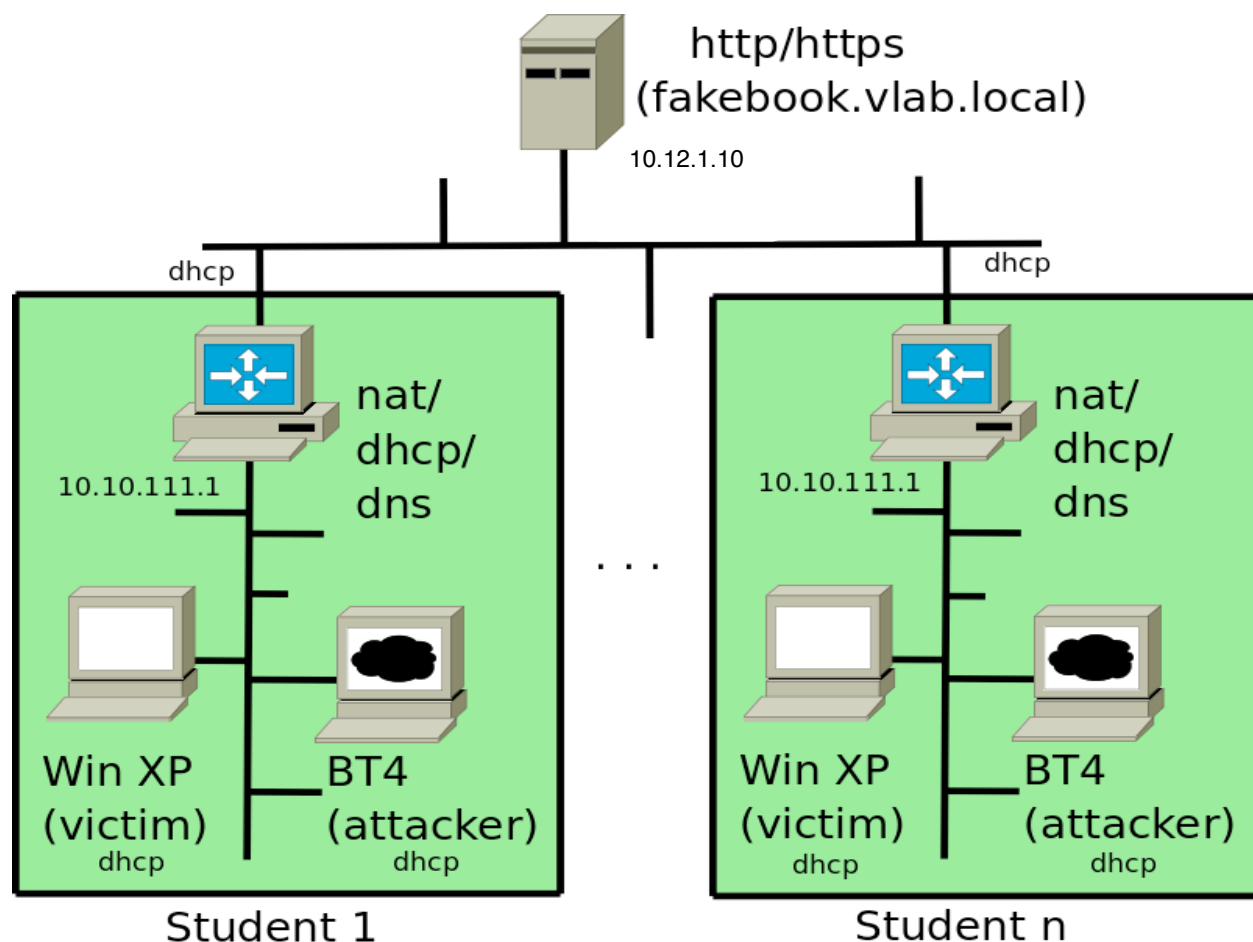 http/https
(fakebook.vlab.local)
10.12.1.10
dhcp
dhcp
nat/
dhcp/
dns
10.10.111.1
Win XP
(victim)
dhcp
BT4
(attacker)
dhcp
Student 1
. . .
nat/
dhcp/
dns
10.10.111.1
Win XP
(victim)
dhcp
BT4
(attacker)
dhcp
Student n